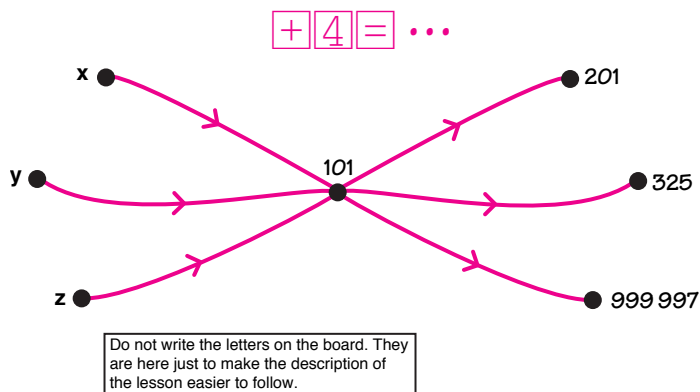 + 4 = ...
x
201
101
y
325
z
999 997
Do not write the letters on the board. They
are here just to make the description of
the lesson easier to follow.